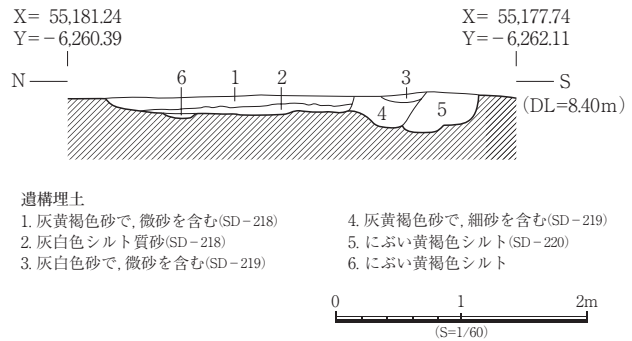 X= 55,181.24
Y=－6,260.39
X= 55,177.74
Y=－6,262.11
N
S
6 1 2 3
4 5
(DL=8.40m)
遺構埋土
1. 灰黄褐色砂で, 微砂を含む(SD－218)
2. 灰白色シルト質砂(SD－218)
3. 灰白色砂で, 微砂を含む(SD－219)
4. 灰黄褐色砂で, 細砂を含む(SD－219)
5. にぶい黄褐色シルト(SD－220)
6. にぶい黄褐色シルト
0 1 2m
(S=1/60)